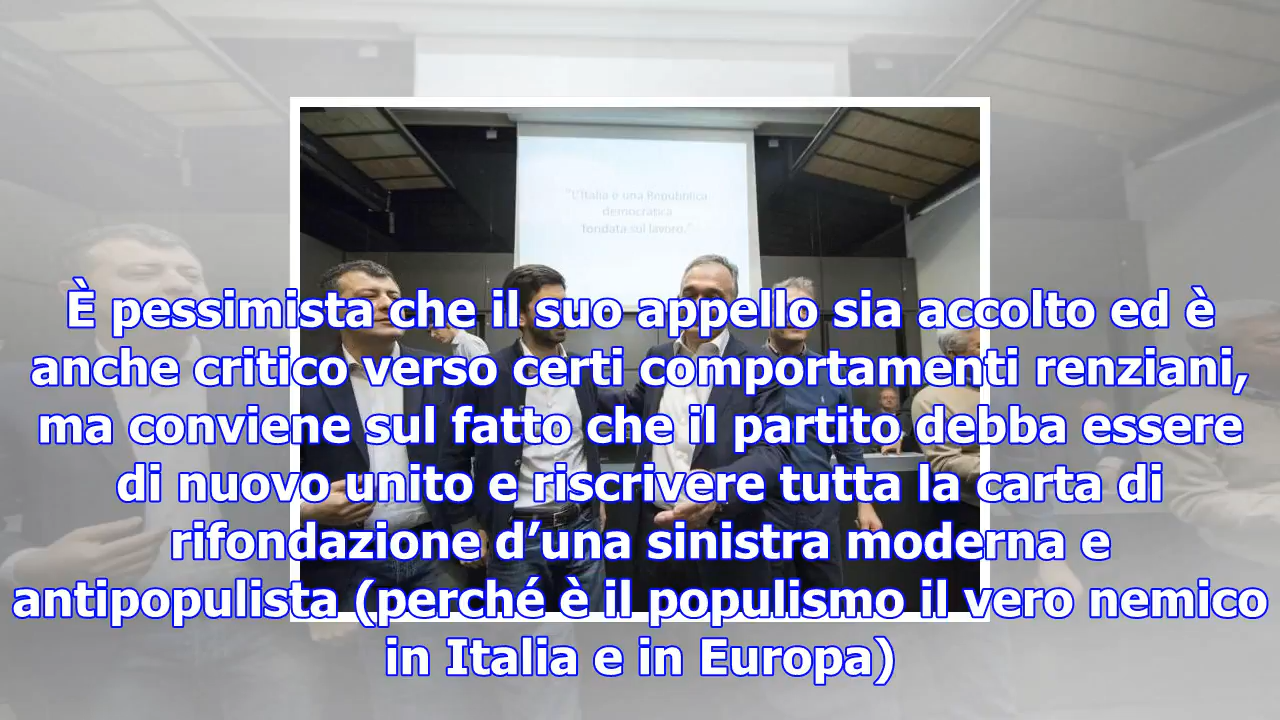 "L'Italia è una Repubblica
democratica
fondata sul lavoro."
È pessimista che il suo appello sia accolto ed è
anche critico verso certi comportamenti renziani,
ma conviene sul fatto che il partito debba essere
di nuovo unito e riscrivere tutta la carta di
rifondazione d’una sinistra moderna e
antipopulista (perché è il populismo il vero nemico
in Italia e in Europa)